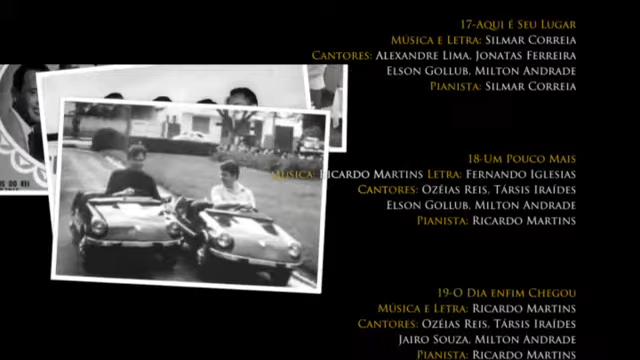 17-Aqui é Seu Lugar
Música e Letra: Silmar Correia
Cantores: Alexandre Lima, Jonatas Ferreira
Elson Gollub, Milton Andrade
Pianista: Silmar Correia
18-Um Pouco Mais
Música: Ricardo Martins Letra: Fernando Iglesias
Cantores: Ozéias Reis, Társis Iraídes
Elson Gollub, Milton Andrade
Pianista: Ricardo Martins
19-O Dia enfim Chegou
Música e Letra: Ricardo Martins
Cantores: Ozéias Reis, Társis Iraídes
Jairo Souza, Milton Andrade
Pianista: Ricardo Martins
DO REI